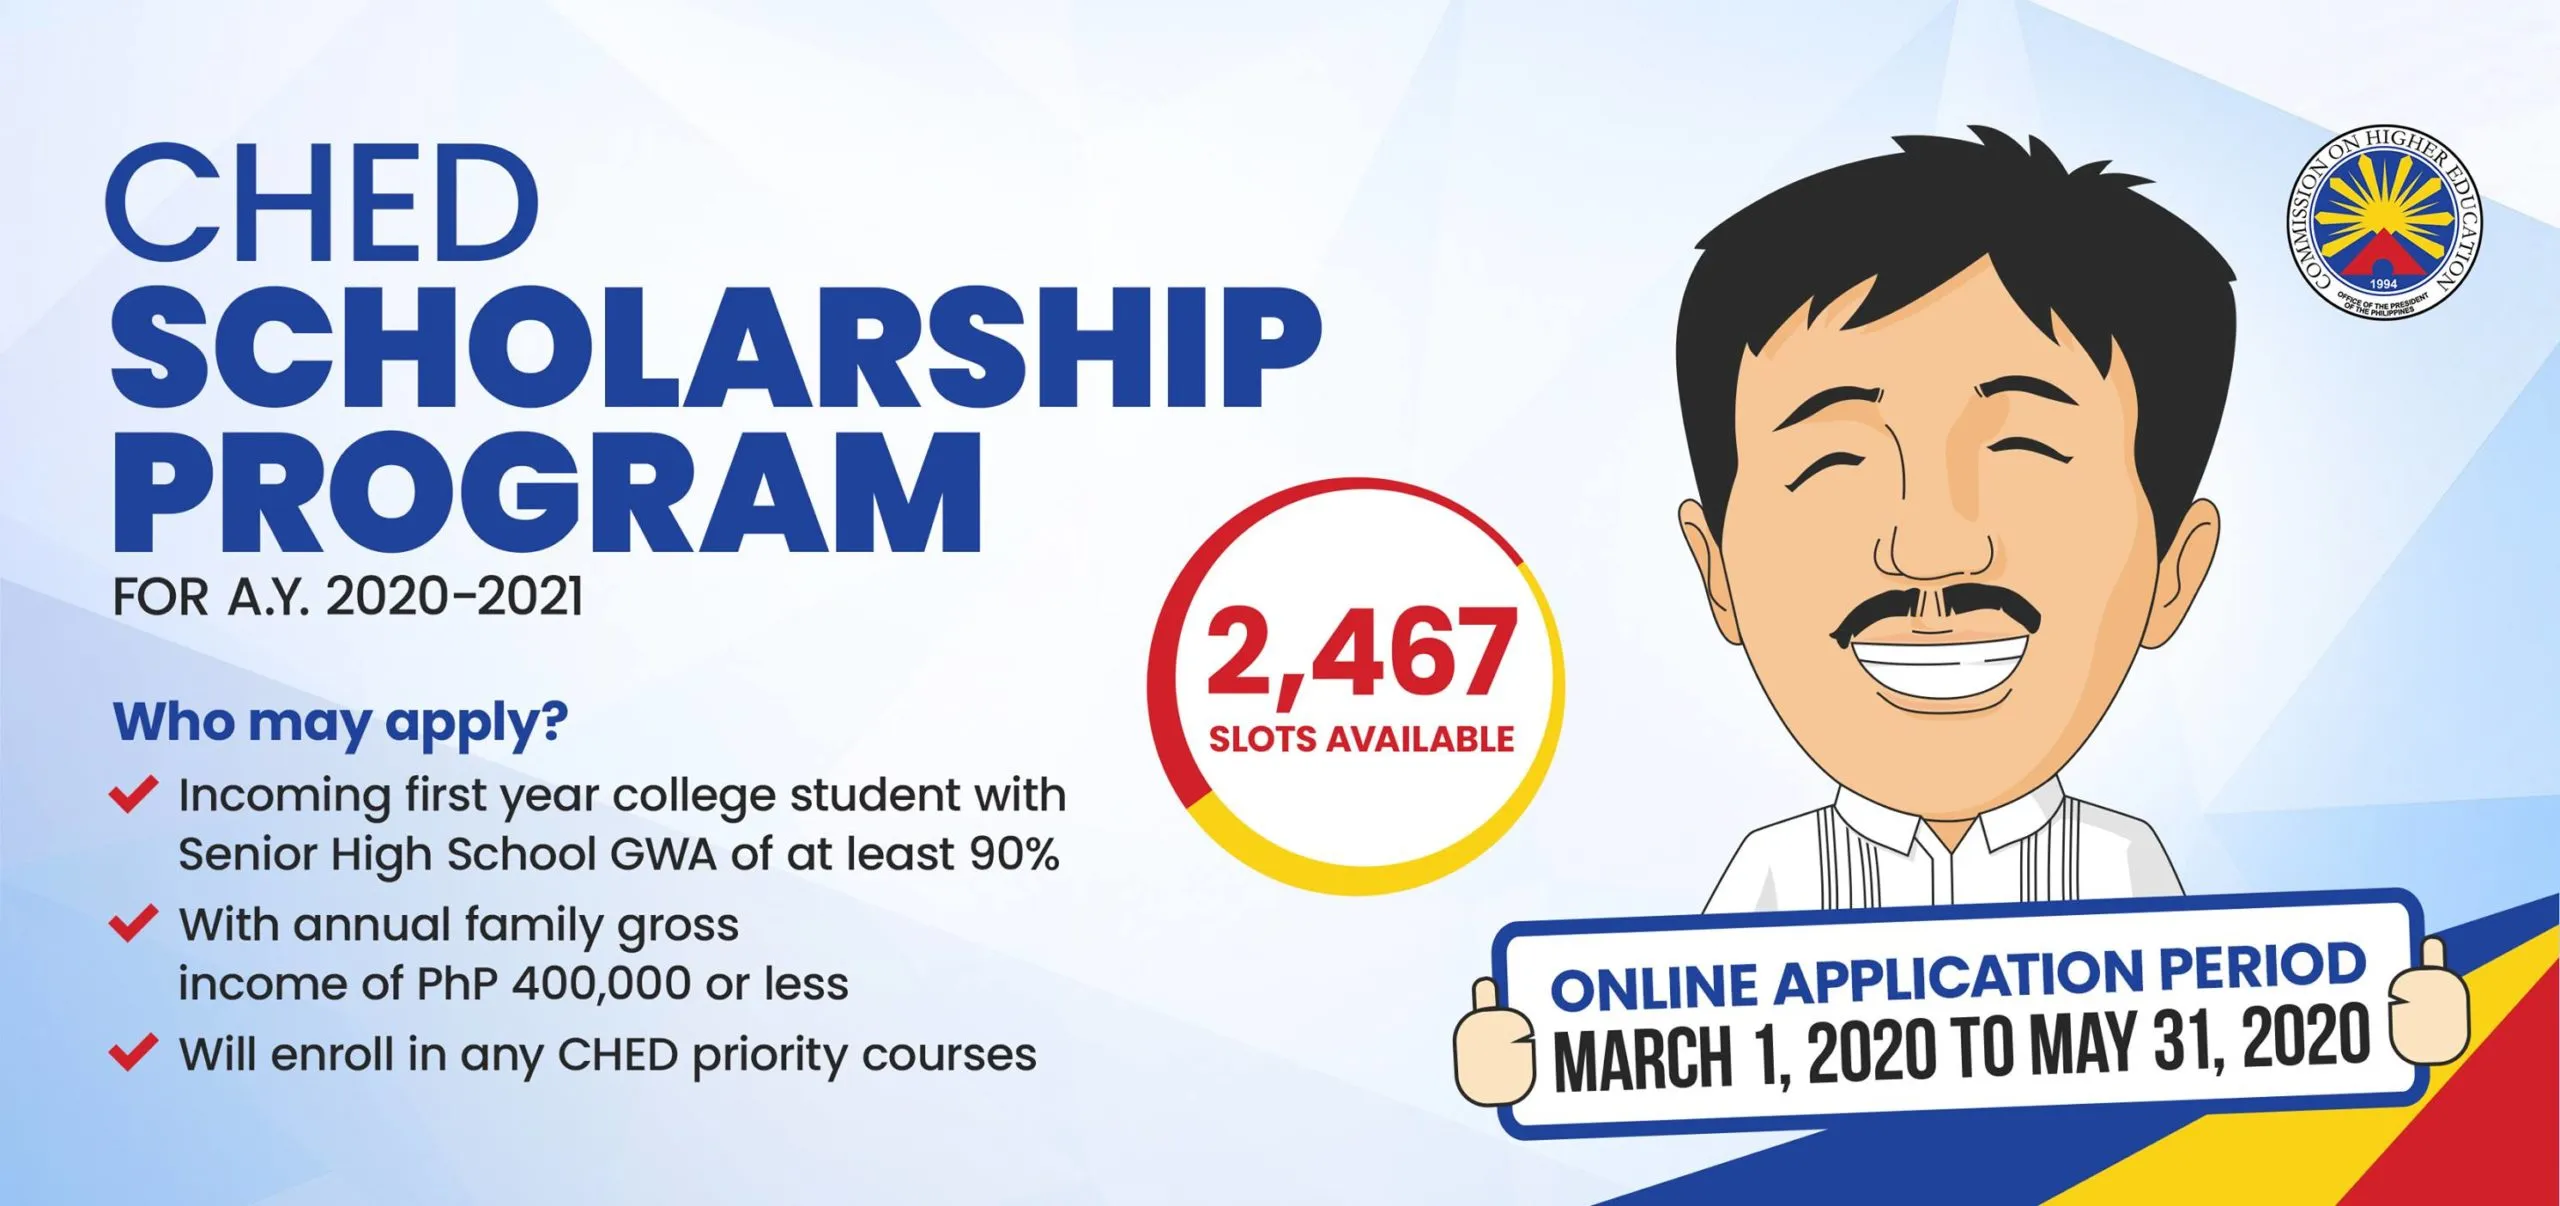 CHED
SCHOLARSHIP
PROGRAM
FOR A.Y. 2020-2021
Who may apply?
Incoming first year college student with
Senior High School GWA of at least 90%
With annual family gross
income of PhP 400,000 or less
Will enroll in any CHED priority courses
2,467
SLOTS AVAILABLE
COMMISSION ON HIGHER EDUCATION
1994
OFFICE OF THE PRESIDENT
OF THE PHILIPPINES
ONLINE APPLICATION PERIOD
MARCH 1, 2020 TO MAY 31, 2020